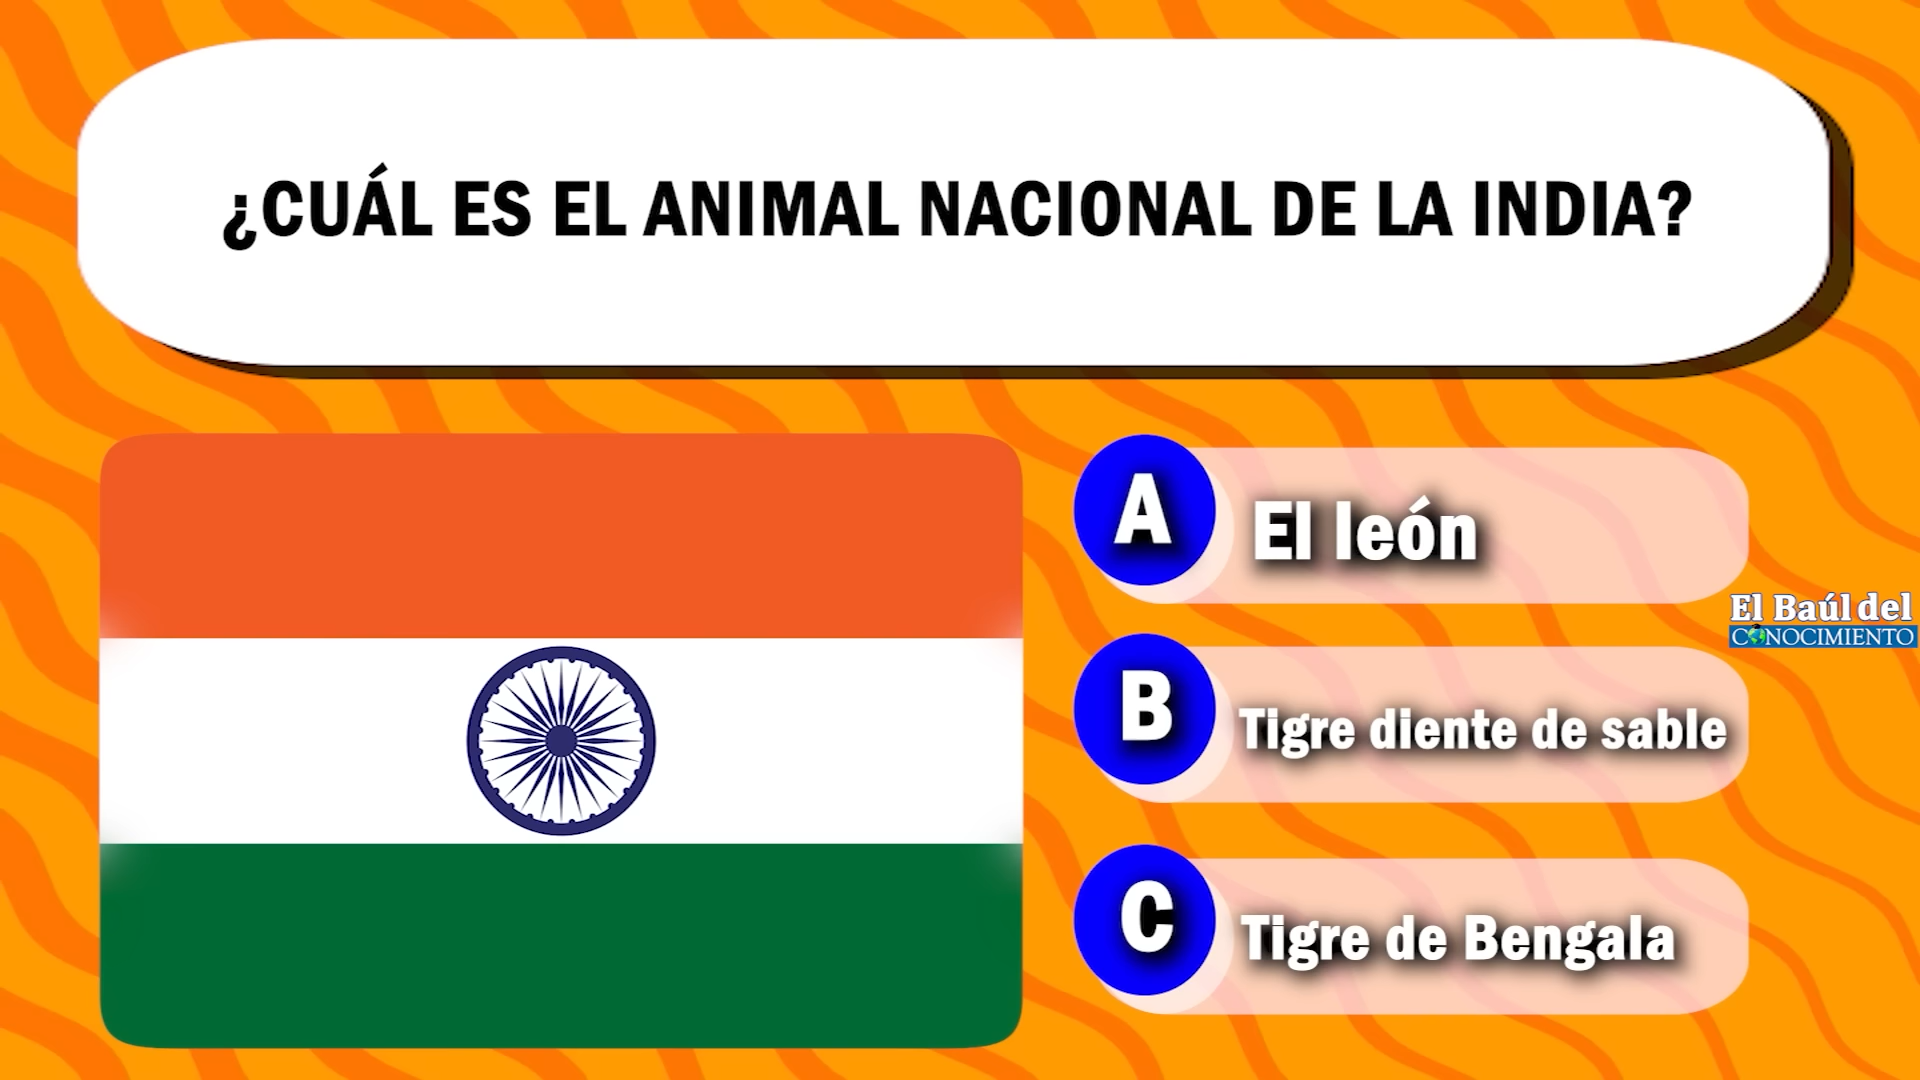 ¿CUÁL ES EL ANIMAL NACIONAL DE LA INDIA?
A El león
B Tigre diente de sable
C Tigre de Bengala
El Baúl del
CONOCIMIENTO